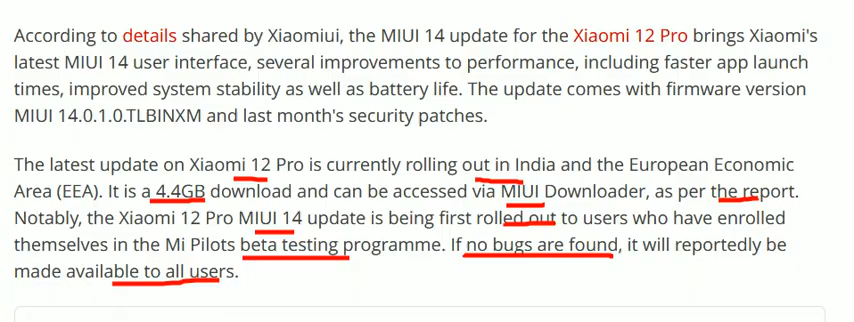 According to details shared by Xiaomiui, the MIUI 14 update for the Xiaomi 12 Pro brings Xiaomi's
latest MIUI 14 user interface, several improvements to performance, including faster app launch
times, improved system stability as well as battery life. The update comes with firmware version
MIUI 14.0.1.0.TLBINXM and last month's security patches.
The latest update on Xiaomi 12 Pro is currently rolling out in India and the European Economic
Area (EEA). It is a 4.4GB download and can be accessed via MIUI Downloader, as per the report.
Notably, the Xiaomi 12 Pro MIUI 14 update is being first rolled out to users who have enrolled
themselves in the Mi Pilots beta testing programme. If no bugs are found, it will reportedly be
made available to all users.